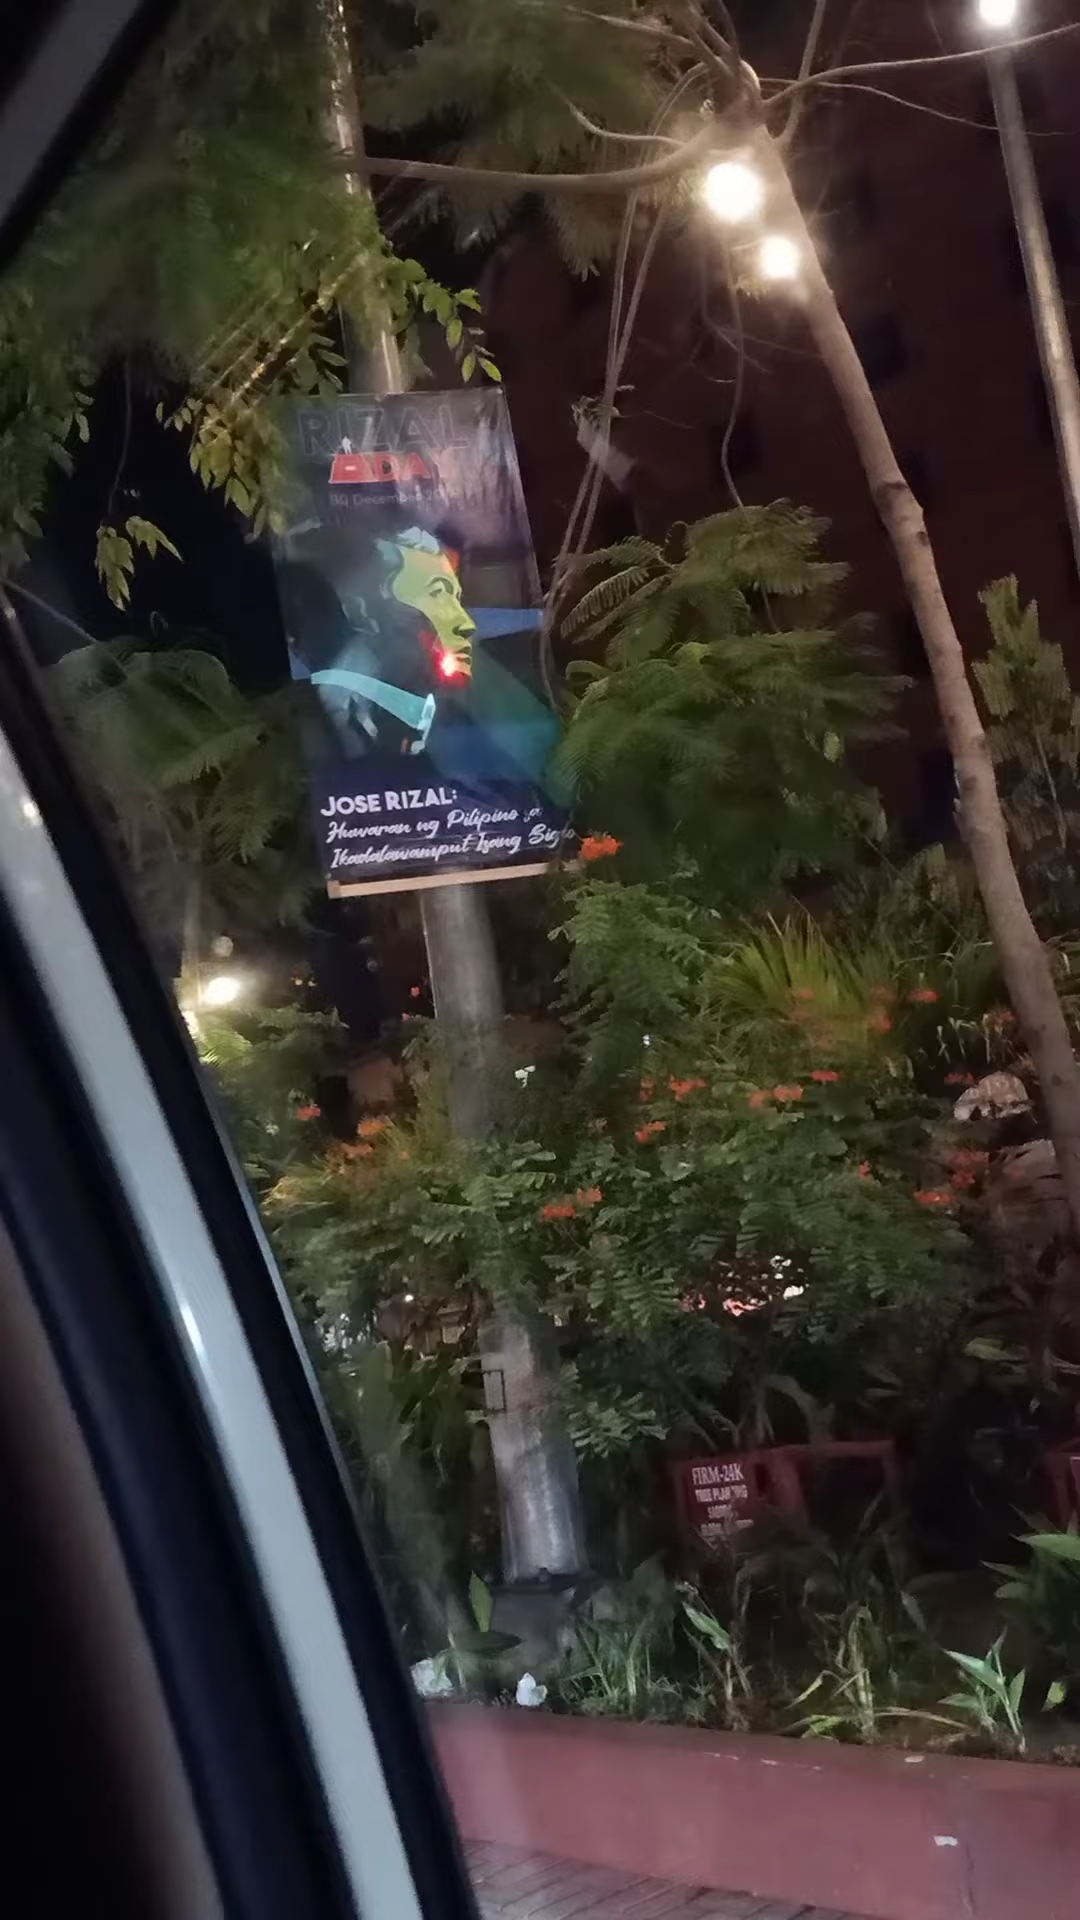 RIZAL
DAY
30 December
JOSE RIZAL:
Huwaran ng Pilipino sa
Ikadalawampu't Isang Siglo
FIRM-24K
TREE PLANTING